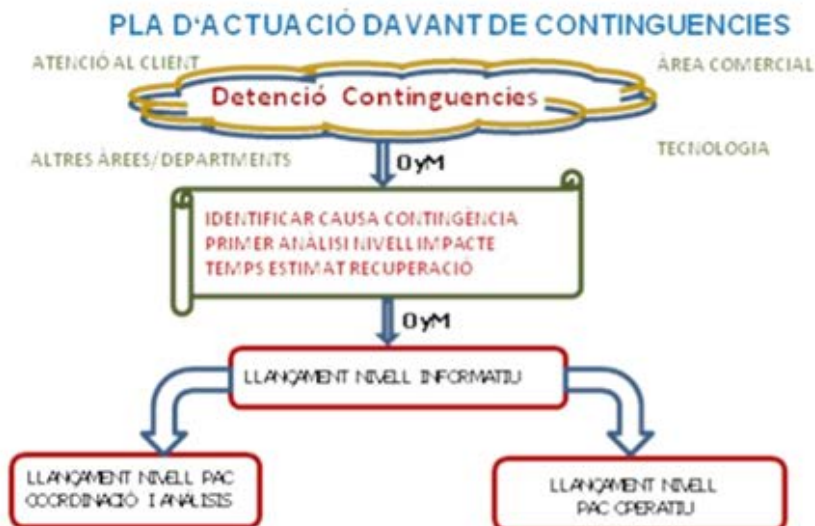 PLA D'ACTUACIÓ DAVANT DE CONTINGUENCIES
ATENCIÓ AL CLIENT
ÀREA COMERCIAL
Detenció Continguencies
ALTRES ÀREES/DEPARTMENTS
TECNOLOGIA
OyM
IDENTIFICAR CAUSA CONTINGÈNCIA
PRIMER ANÀLISI NIVELL IMPACTE
TEMPS ESTIMAT RECUPERACIÓ
OyM
LLANÇAMENT NIVELL INFORMATIU
LLANÇAMENT NIVELL PAC
COORDINACIÓ I ANÀLISIS
LLANÇAMENT NIVELL
PAC OPERATIU